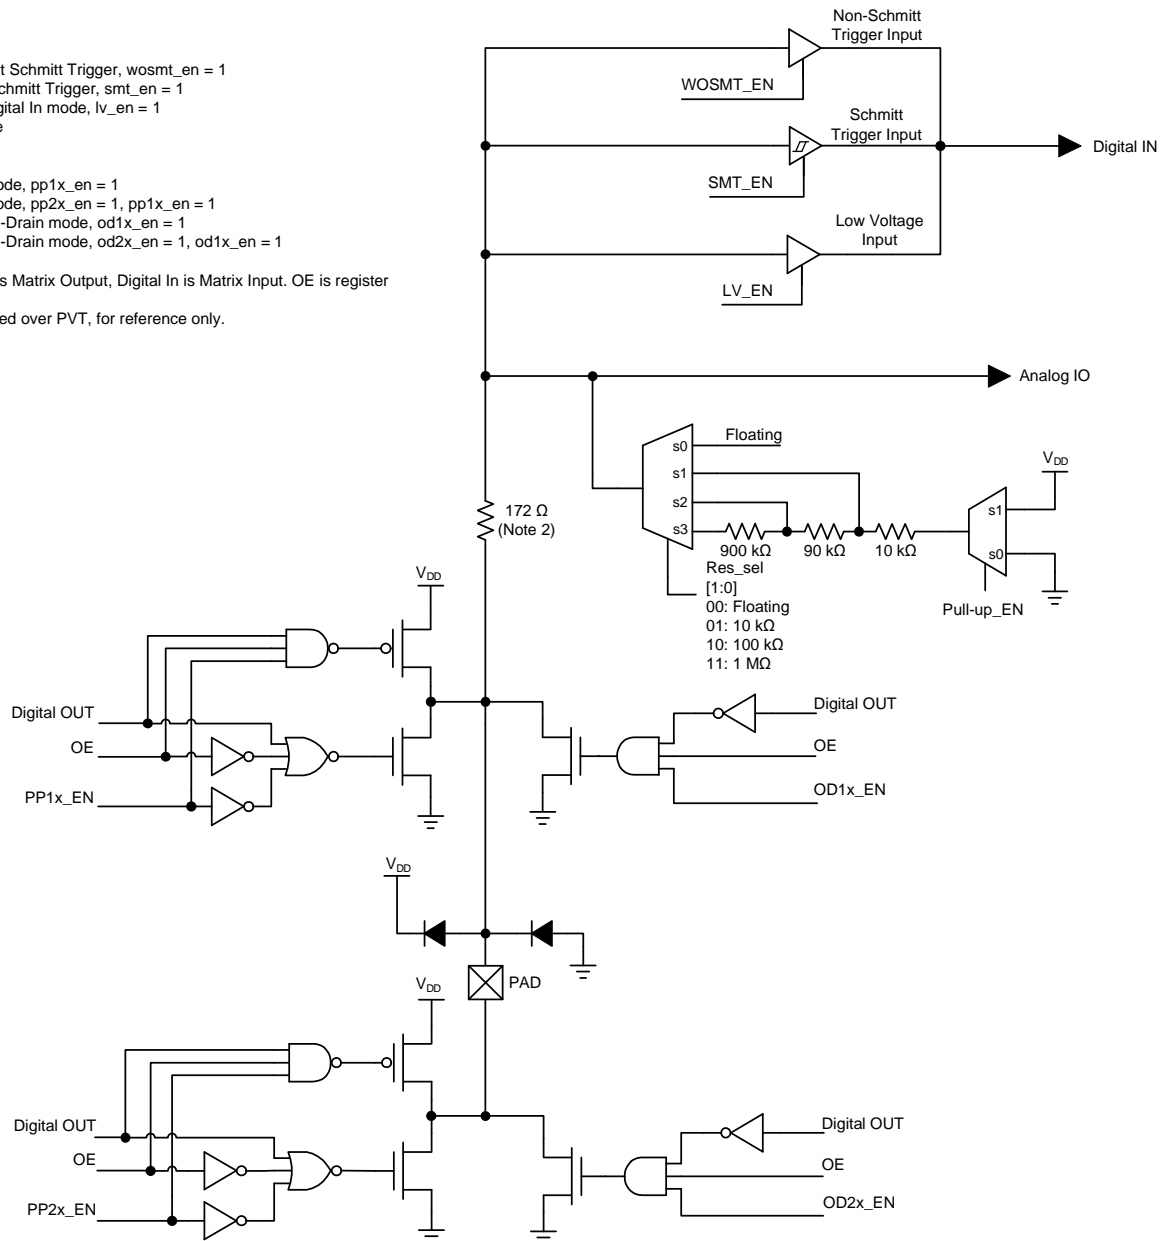 Non-Schmitt
Trigger Input
t Schmitt Trigger, wosmt_en = 1
chmitt Trigger, smt_en = 1
gital In mode, lv_en = 1
e
WOSMT_EN
Schmitt
Trigger Input
Digital IN
ode, pp1x_en = 1
ode, pp2x_en = 1, pp1x_en = 1
-Drain mode, od1x_en = 1
-Drain mode, od2x_en = 1, od1x_en = 1
SMT_EN
Low Voltage
Input
s Matrix Output, Digital In is Matrix Input. OE is register
LV_EN
ed over PVT, for reference only.
Analog IO
Floating
s0
s1
s2
s3
VDD
s1
s0
172 Ω
(Note 2)
900 kΩ
90 kΩ
10 kΩ
Res_sel
[1:0]
00: Floating
01: 10 kΩ
10: 100 kΩ
11: 1 MΩ
Pull-up_EN
VDD
Digital OUT
OE
PP1x_EN
Digital OUT
OE
OD1x_EN
VDD
PAD
VDD
Digital OUT
OE
PP2x_EN
Digital OUT
OE
OD2x_EN